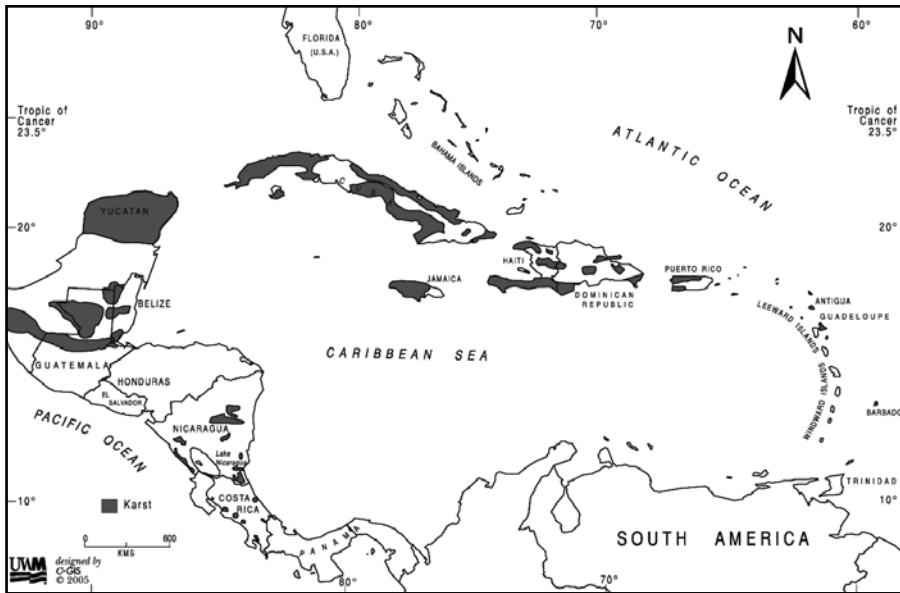 90°
80°
70°
60°
FLORIDA
(U.S.A.)
N
Tropic of
Cancer
23.5°
Tropic of
Cancer
23.5°
ATLANTIC OCEAN
BAHAMA ISLANDS
CUBA
YUCATAN
20°
20°
HAITI
JAMAICA
PUERTO RICO
DOMINICAN
REPUBLIC
BELIZE
ANTIGUA
GUADELOUPE
LEEWARD ISLANDS
CARIBBEAN SEA
GUATEMALA
HONDURAS
EL
SALVADOR
WINDWARD ISLANDS
BARBADO
PACIFIC OCEAN
NICARAGUA
Lake
Nicaragua
TRINIDAD
10°
10°
Karst
COSTA
RICA
0
600
KMS
PANAMA
SOUTH AMERICA
UWM
designed by
C•GIS
© 2005
80°
70°